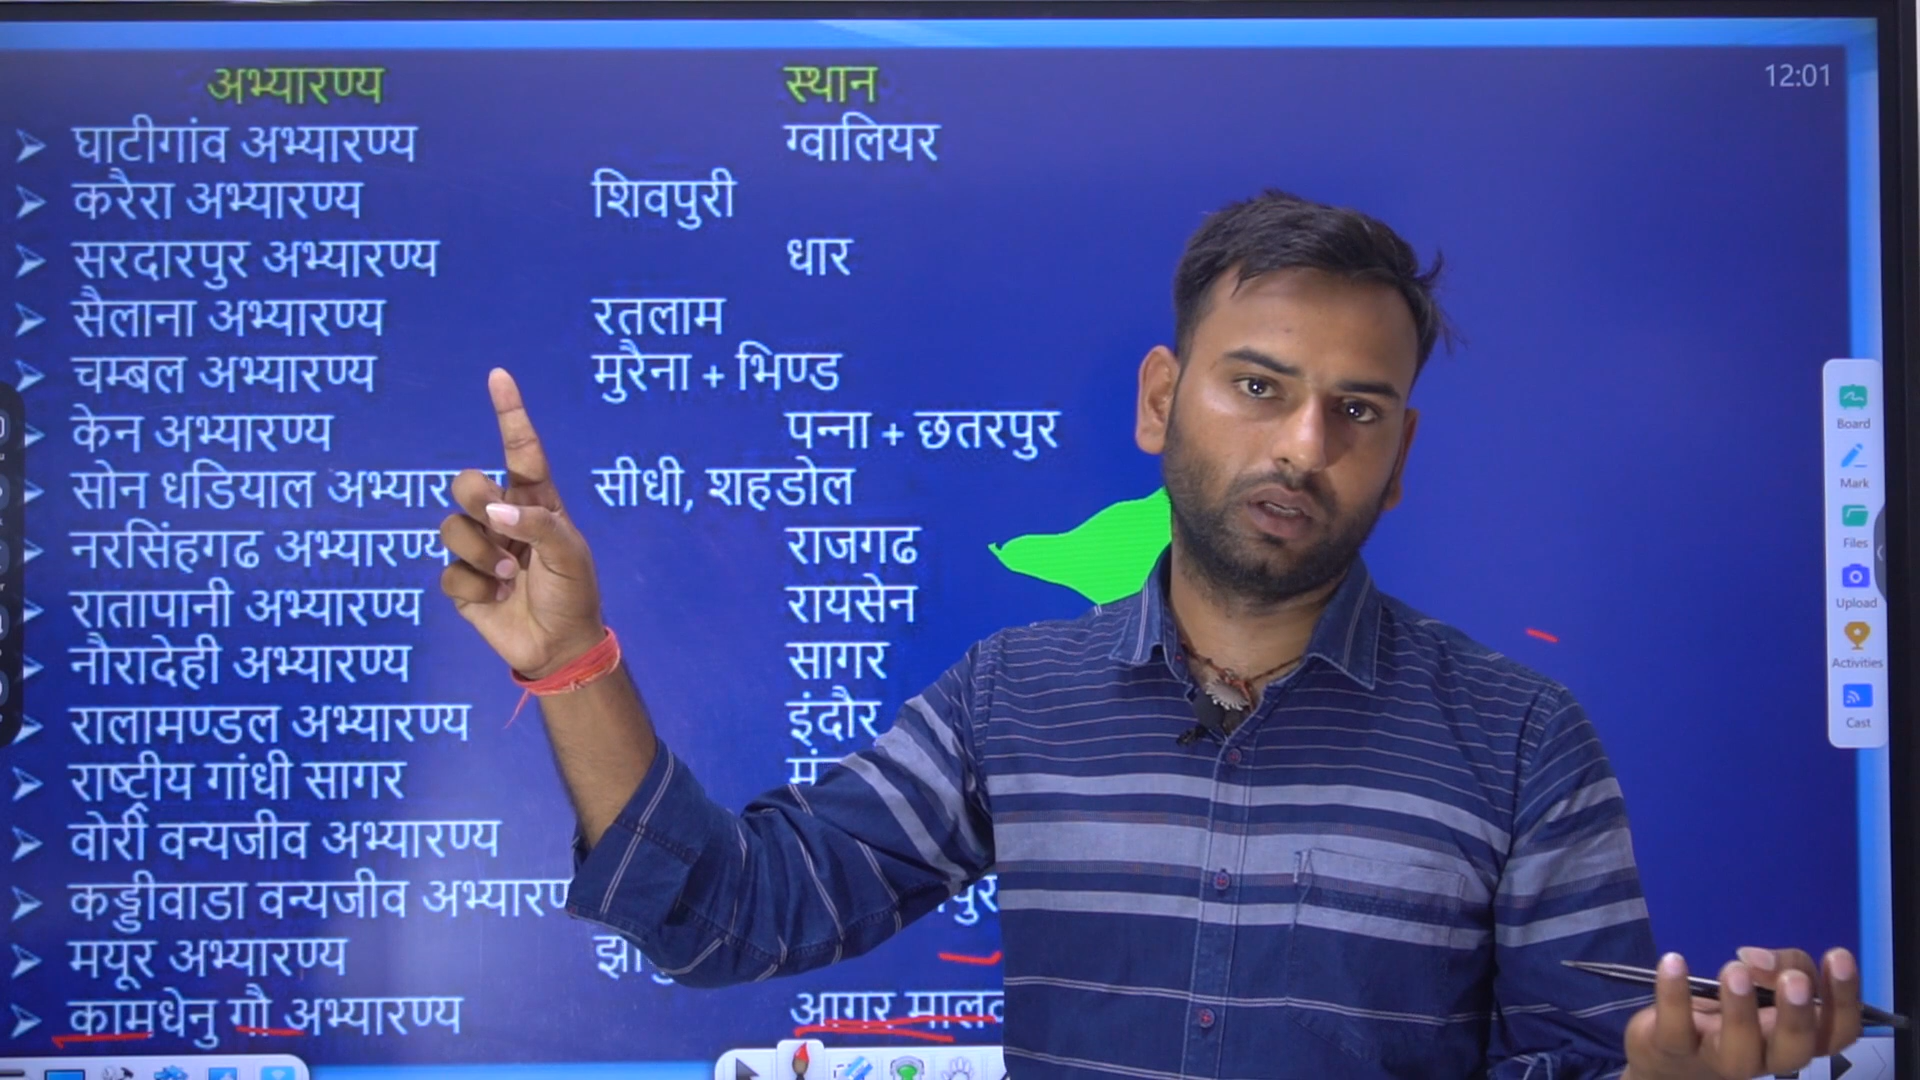 अभ्यारण्य स्थान
12:01
घाटीगांव अभ्यारण्य ग्वालियर
करैरा अभ्यारण्य शिवपुरी
सरदारपुर अभ्यारण्य धार
सैलाना अभ्यारण्य रतलाम
चम्बल अभ्यारण्य मुरैना + भिण्ड
केन अभ्यारण्य पन्ना + छतरपुर
सोन धडियाल सीधी, शहडोल
नरसिंहगढ अभ्यारण्य राजगढ
रातापानी अभ्यारण्य रायसेन
नौरादेही अभ्यारण्य सागर
रालामण्डल अभ्यारण्य इंदौर
राष्ट्रीय गांधी सागर
वोरी वन्यजीव अभ्यारण्य
कड्डीवाडा वन्यजीव
मयूर अभ्यारण्य
कामधेनु गौ अभ्यारण्य आगर
Board
Mark
Files
Upload
Activities
Cast